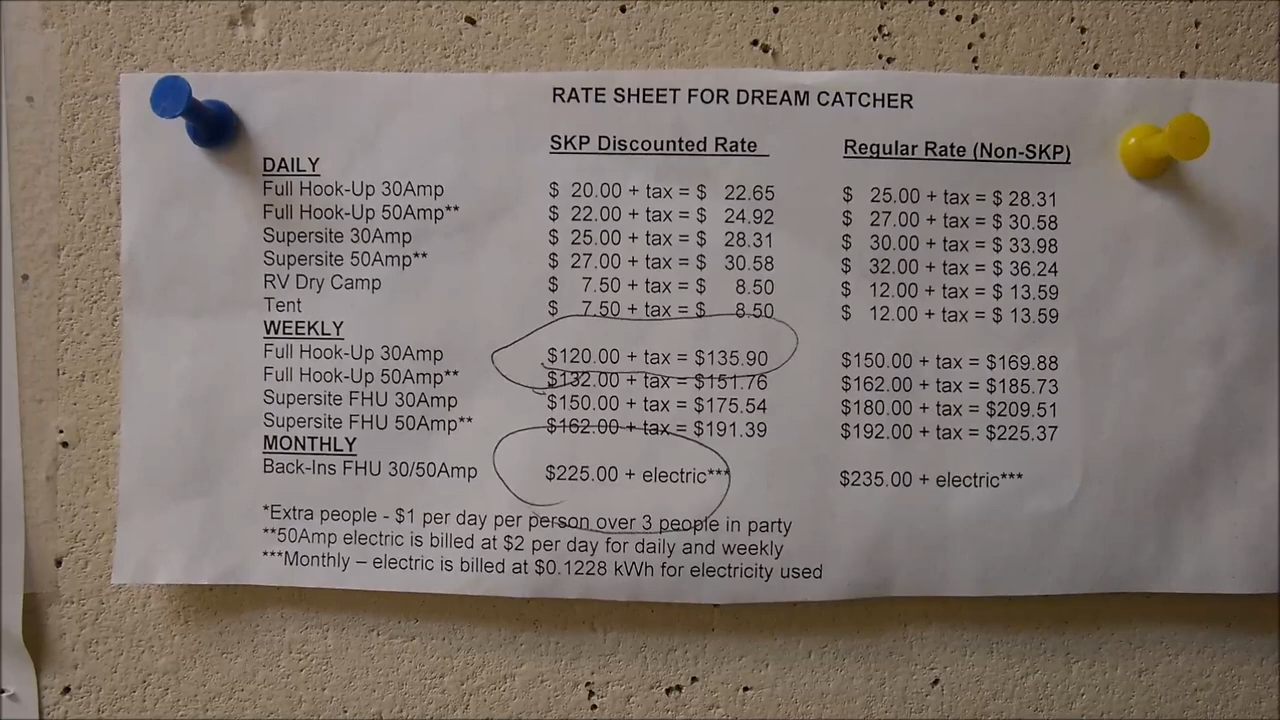 RATE SHEET FOR DREAM CATCHER
SKP Discounted Rate Regular Rate (Non-SKP)
DAILY
Full Hook-Up 30Amp $ 20.00 + tax = $ 22.65 $ 25.00 + tax = $ 28.31
Full Hook-Up 50Amp** $ 22.00 + tax = $ 24.92 $ 27.00 + tax = $ 30.58
Supersite 30Amp $ 25.00 + tax = $ 28.31 $ 30.00 + tax = $ 33.98
Supersite 50Amp** $ 27.00 + tax = $ 30.58 $ 32.00 + tax = $ 36.24
RV Dry Camp $ 7.50 + tax = $ 8.50 $ 12.00 + tax = $ 13.59
Tent $ 7.50 + tax = $ 8.50 $ 12.00 + tax = $ 13.59
WEEKLY
Full Hook-Up 30Amp $120.00 + tax = $135.90 $150.00 + tax = $169.88
Full Hook-Up 50Amp** $132.00 + tax = $151.76 $162.00 + tax = $185.73
Supersite FHU 30Amp $150.00 + tax = $175.54 $180.00 + tax = $209.51
Supersite FHU 50Amp** $162.00 + tax = $191.39 $192.00 + tax = $225.37
MONTHLY
Back-Ins FHU 30/50Amp $225.00 + electric*** $235.00 + electric***
*Extra people - $1 per day per person over 3 people in party
**50Amp electric is billed at $2 per day for daily and weekly
***Monthly – electric is billed at $0.1228 kWh for electricity used